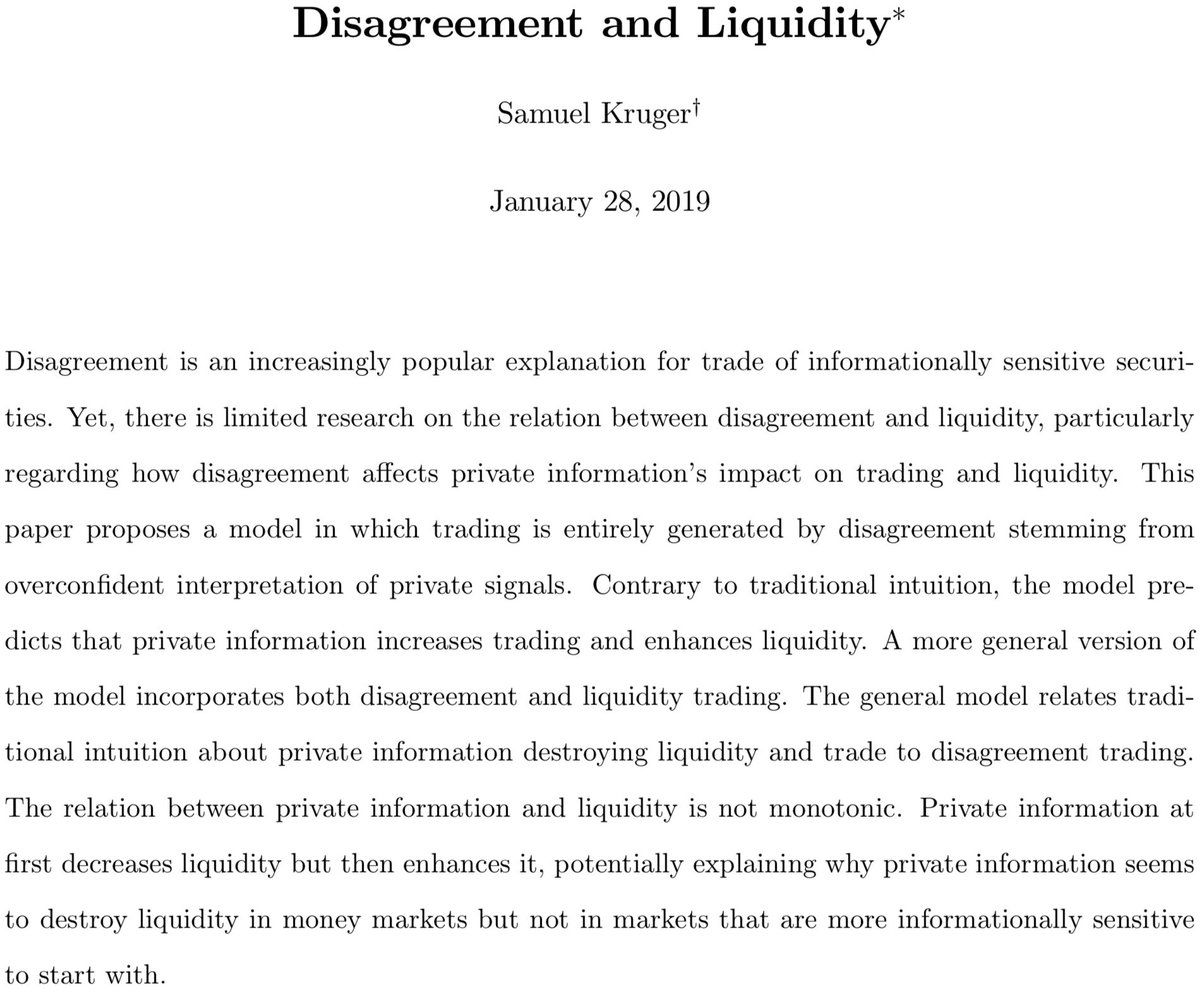 Disagreement and Liquidity*
Samuel Kruger†
January 28, 2019
Disagreement is an increasingly popular explanation for trade of informationally sensitive securi-
ties. Yet, there is limited research on the relation between disagreement and liquidity, particularly
regarding how disagreement affects private information's impact on trading and liquidity. This
paper proposes a model in which trading is entirely generated by disagreement stemming from
overconfident interpretation of private signals. Contrary to traditional intuition, the model pre-
dicts that private information increases trading and enhances liquidity. A more general version of
the model incorporates both disagreement and liquidity trading. The general model relates tradi-
tional intuition about private information destroying liquidity and trade to disagreement trading.
The relation between private information and liquidity is not monotonic. Private information at
first decreases liquidity but then enhances it, potentially explaining why private information seems
to destroy liquidity in money markets but not in markets that are more informationally sensitive
to start with.